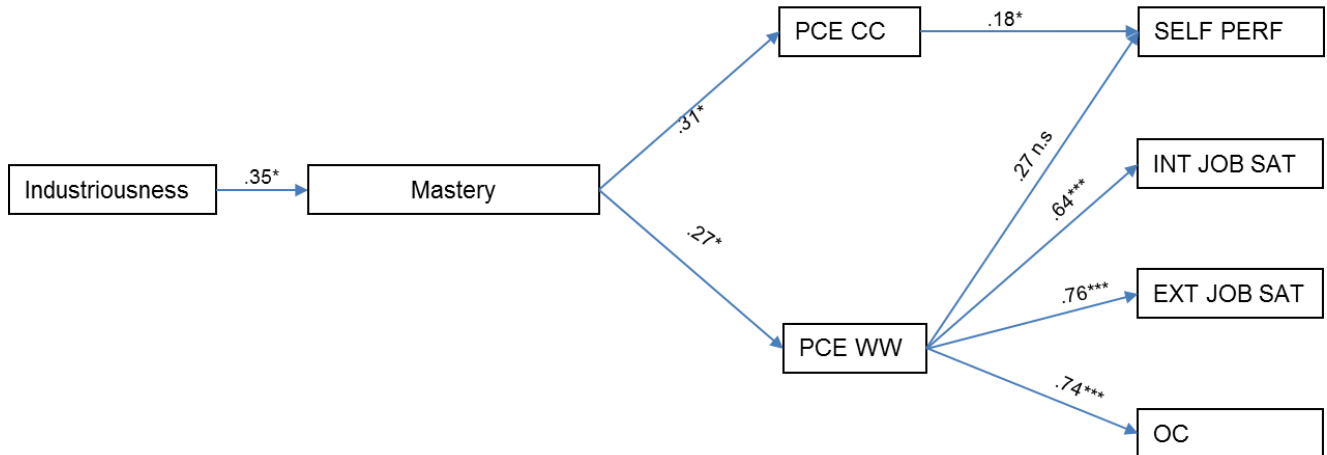 PCE CC
.18*
SELF PERF
.31*
.27 n.s
Industriousness
.35*
Mastery
INT JOB SAT
.64***
.27*
EXT JOB SAT
.76***
PCE WW
.74***
OC